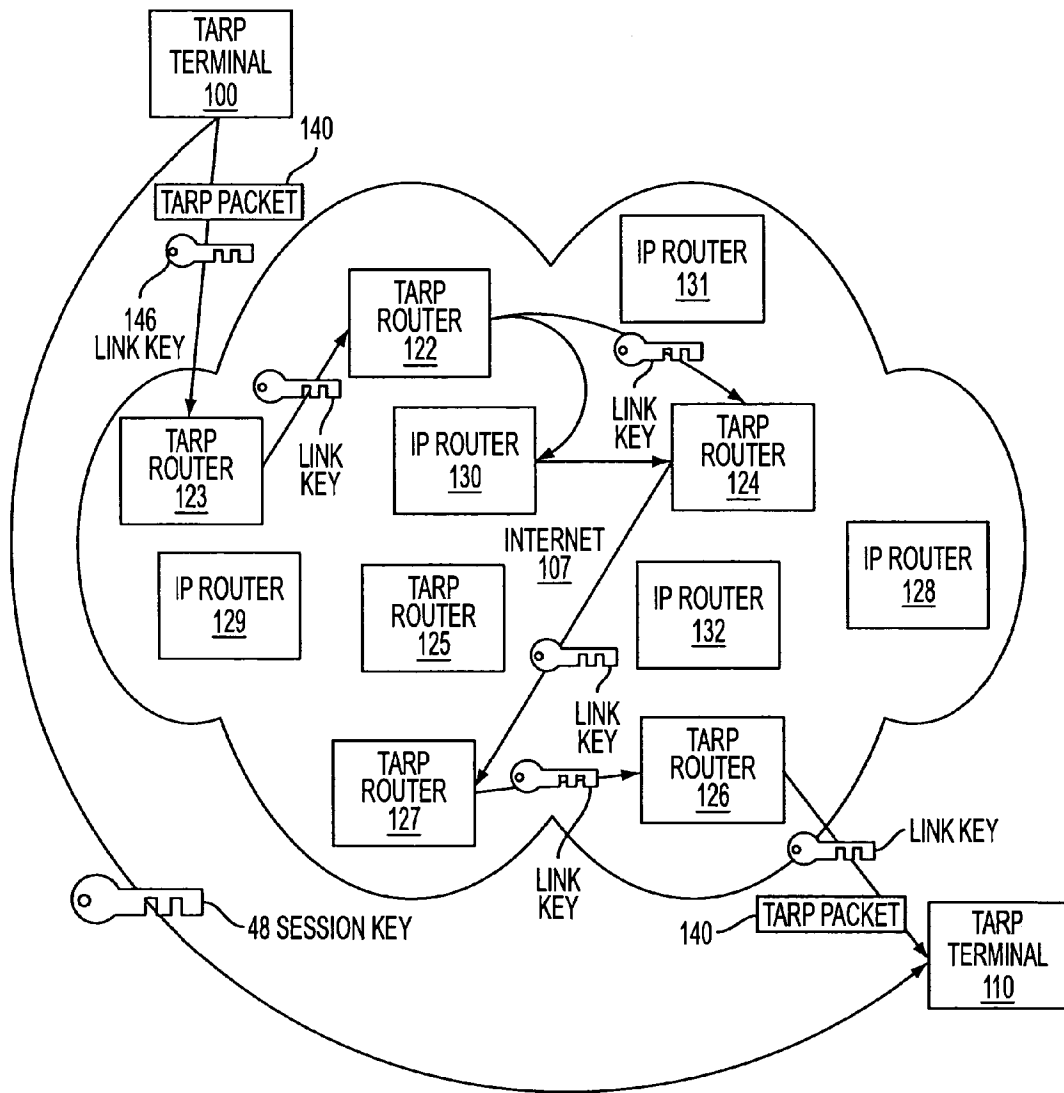 TARP
TERMINAL
100
140
TARP PACKET
146
LINK KEY
IP ROUTER
131
TARP
ROUTER
122
LINK
KEY
LINK
KEY
TARP
ROUTER
123
IP ROUTER
130
TARP
ROUTER
124
INTERNET
107
IP ROUTER
129
TARP
ROUTER
125
IP ROUTER
132
IP ROUTER
128
LINK
KEY
TARP
ROUTER
127
TARP
ROUTER
126
LINK
KEY
LINK KEY
48 SESSION KEY
140
TARP PACKET
TARP
TERMINAL
110